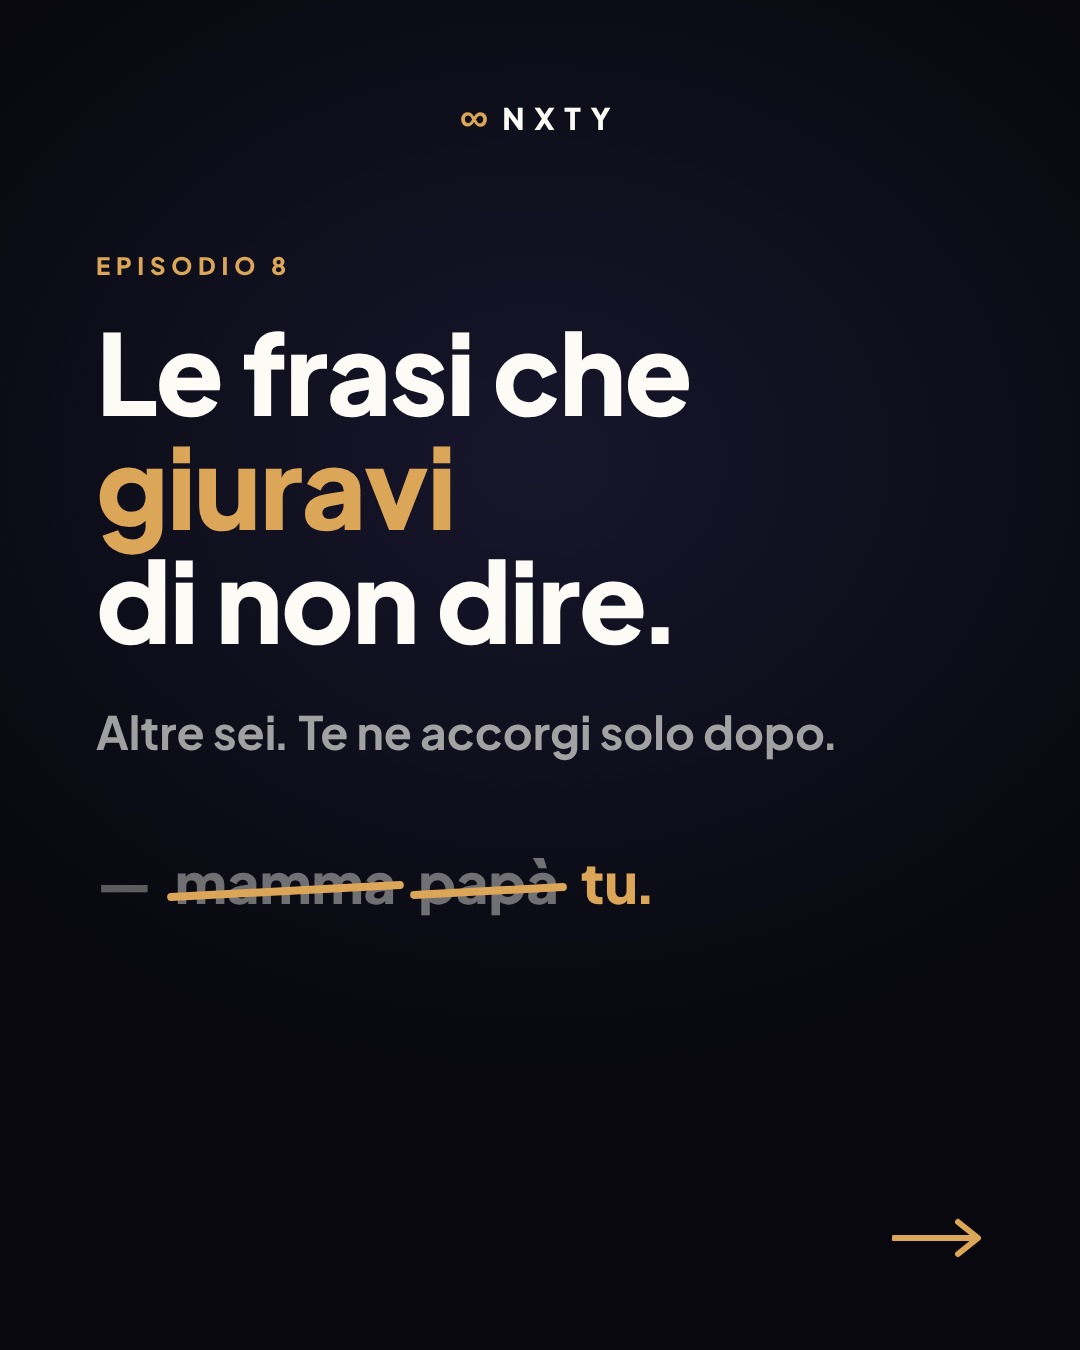 ∞ NXTY
EPISODIO 8
Le frasi che
giuravi
di non dire.
Altre sei. Te ne accorgi solo dopo.
— mamma papà tu.